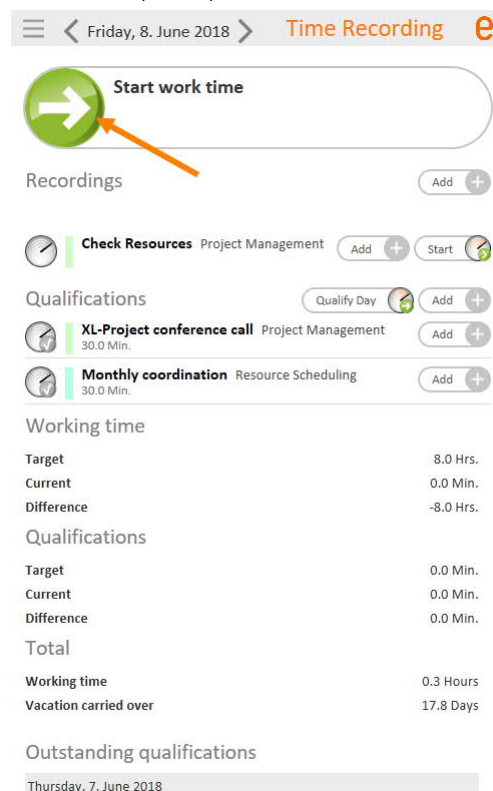 Friday, 8. June 2018 Time Recording e
Start work time
Recordings Add
Check Resources Project Management Add Start
Qualifications Qualify Day Add
XL-Project conference call Project Management Add
30.0 Min.
Monthly coordination Resource Scheduling Add
30.0 Min.
Working time
Target 8.0 Hrs.
Current 0.0 Min.
Difference -8.0 Hrs.
Qualifications
Target 0.0 Min.
Current 0.0 Min.
Difference 0.0 Min.
Total
Working time 0.3 Hours
Vacation carried over 17.8 Days
Outstanding qualifications
Thursday, 7. June 2018